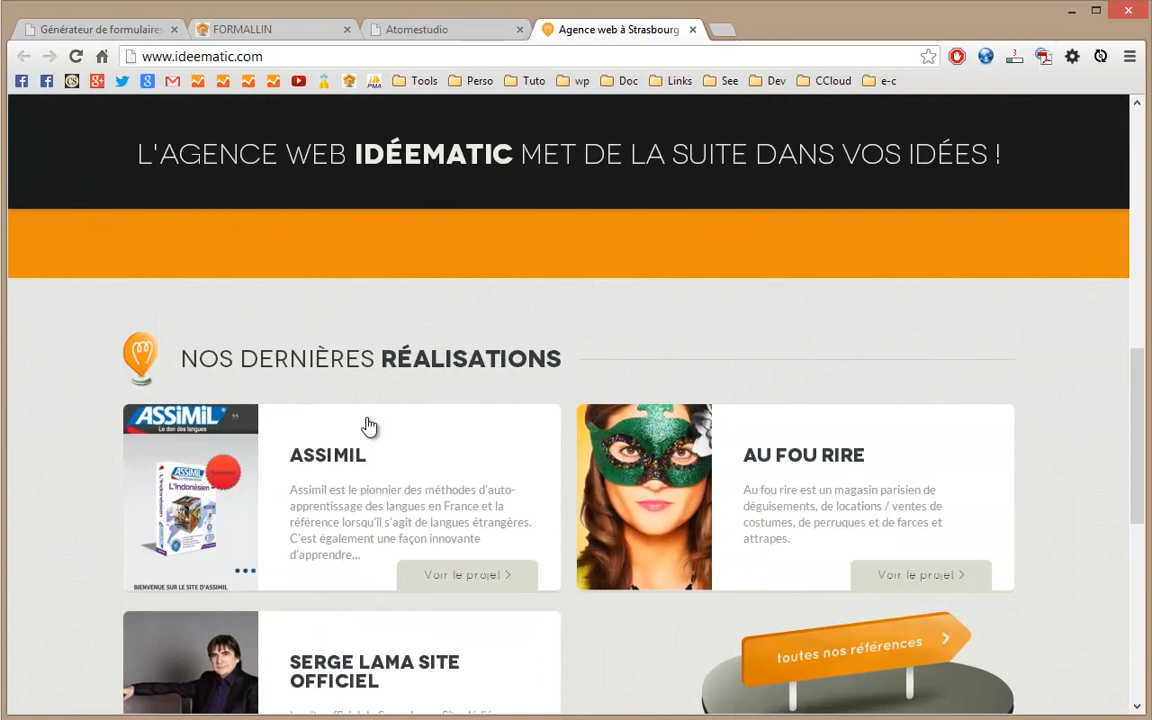 Générateur de formulaires
FORMALLIN
Atomestudio
Agence web à Strasbourg
www.ideematic.com
3
Tools
Perso
Tuto
wp
Doc
Links
See
Dev
CCloud
e-c
L'AGENCE WEB IDÉEMATIC MET DE LA SUITE DANS VOS IDÉES !
NOS DERNIÈRES RÉALISATIONS
ASSiMiL
Le don des langues
ASSiMiL
L'Indonésien
BIENVENUE SUR LE SITE D'ASSIMIL
ASSIMIL
Assimil est le pionnier des méthodes d'auto-
apprentissage des langues en France et la
référence lorsqu'il s'agit de langues étrangères.
C'est également une façon innovante
d'apprendre...
Voir le projet >
AU FOU RIRE
Au fou rire est un magasin parisien de
déguisements, de locations / ventes de
costumes, de perruques et de farces et
attrapes.
Voir le projet >
SERGE LAMA SITE
OFFICIEL
toutes nos références